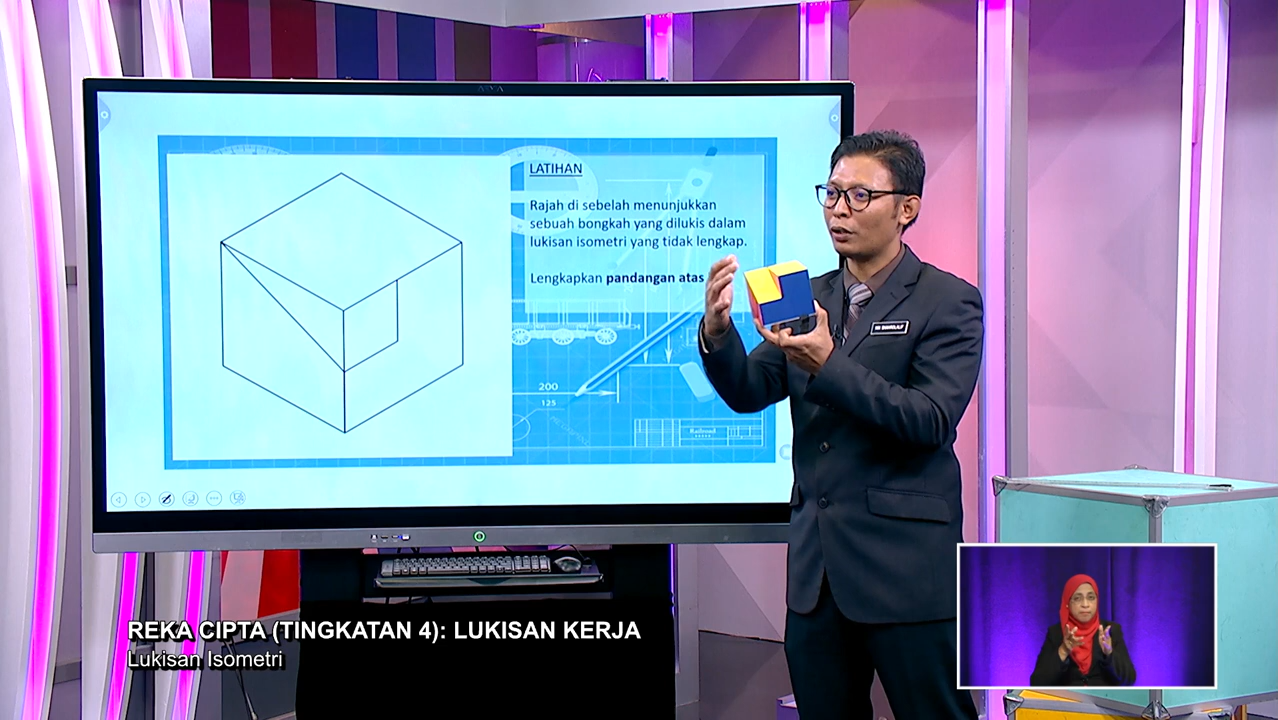 LATIHAN
Rajah di sebelah menunjukkan
sebuah bongkah yang dilukis dalam
lukisan isometri yang tidak lengkap.
Lengkapkan pandangan atas
200
125
REKA CIPTA (TINGKATAN 4): LUKISAN KERJA
Lukisan Isometri